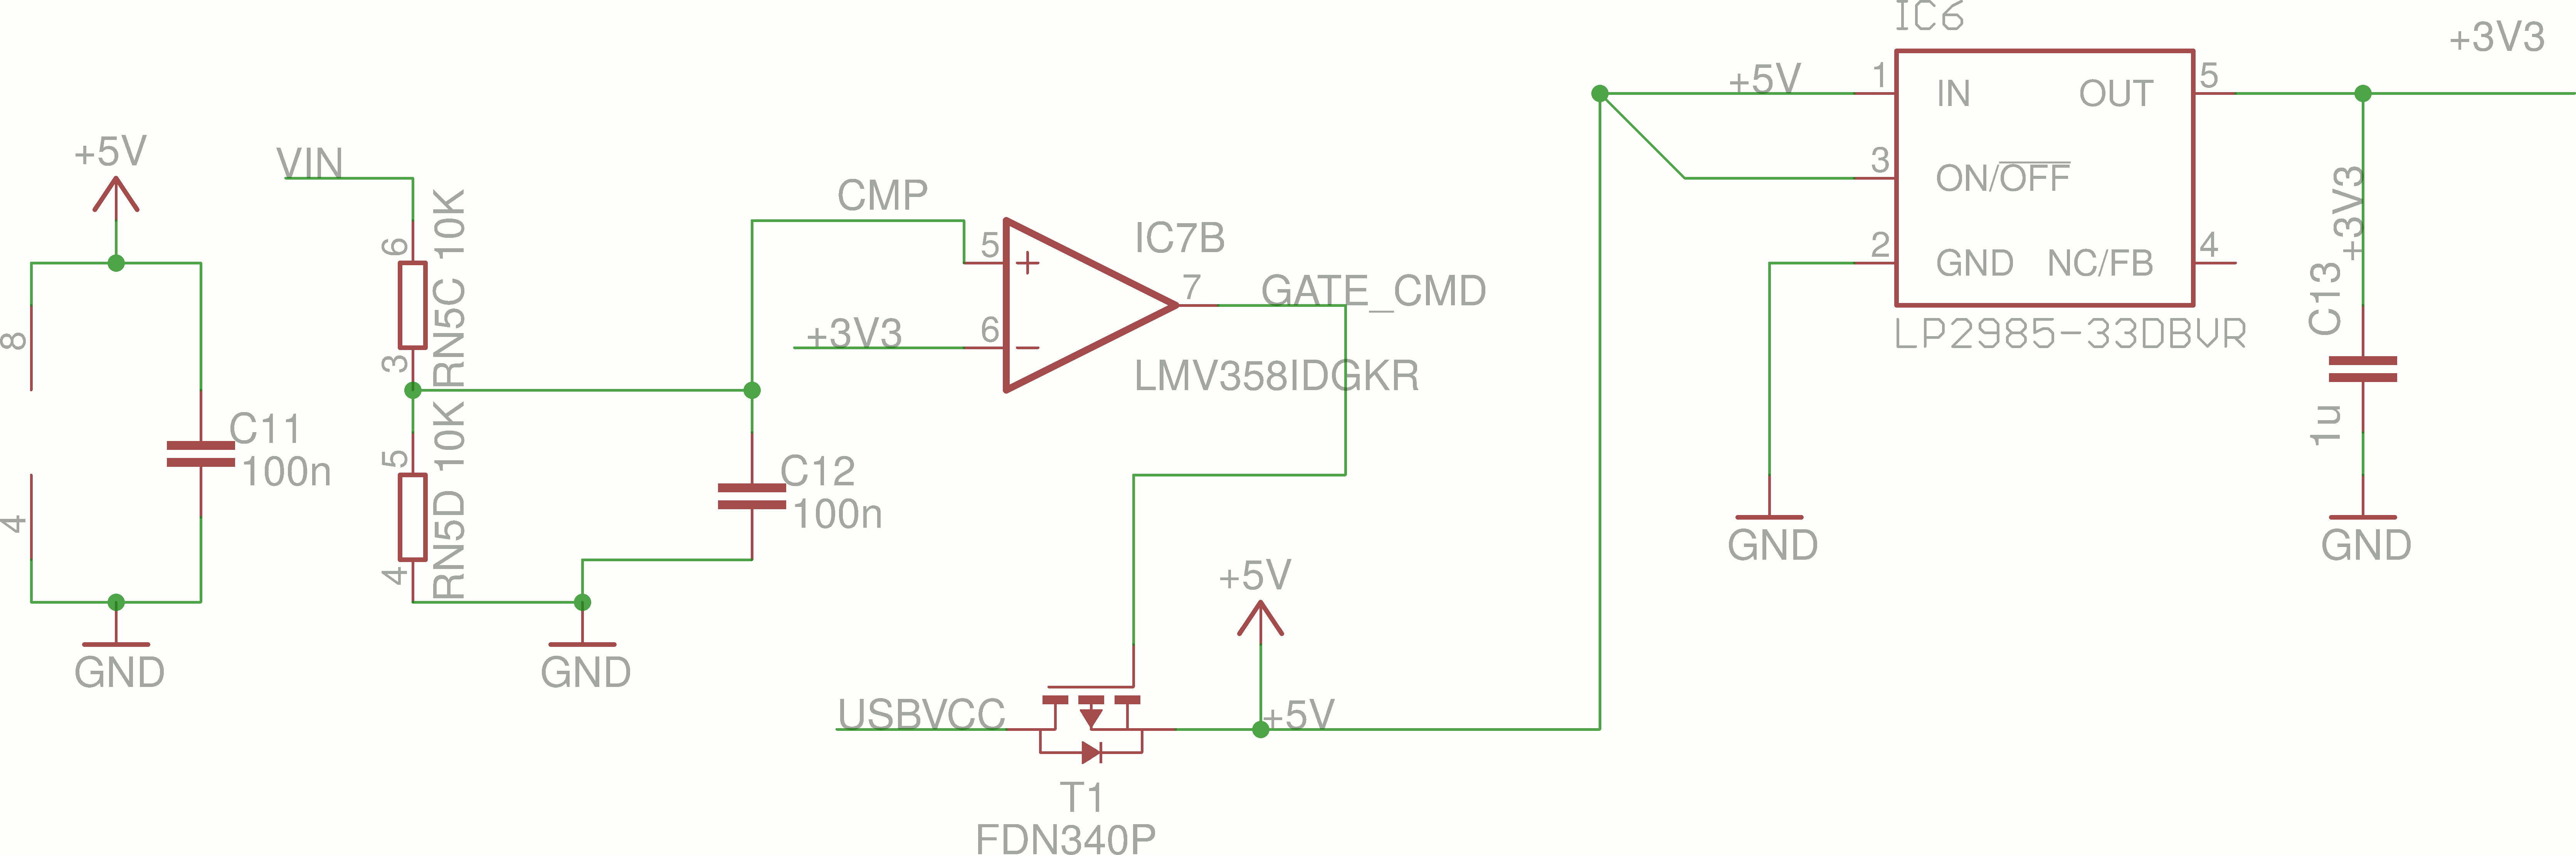 +5V
8
4
C11
100n
GND
VIN
6
RN5C 10K
3
5
RN5D 10K
4
GND
CMP
5
+3V3
6
IC7B
7
GATE_CMD
LMV358IDGKR
C12
100n
+5V
USBVCC
+5V
T1
FDN340P
IC6
+5V
1
IN
OUT
5
+3V3
3
ON/OFF
2
GND
NC/FB
4
LP2985-33DBVR
GND
+3V3
C13
1u
GND